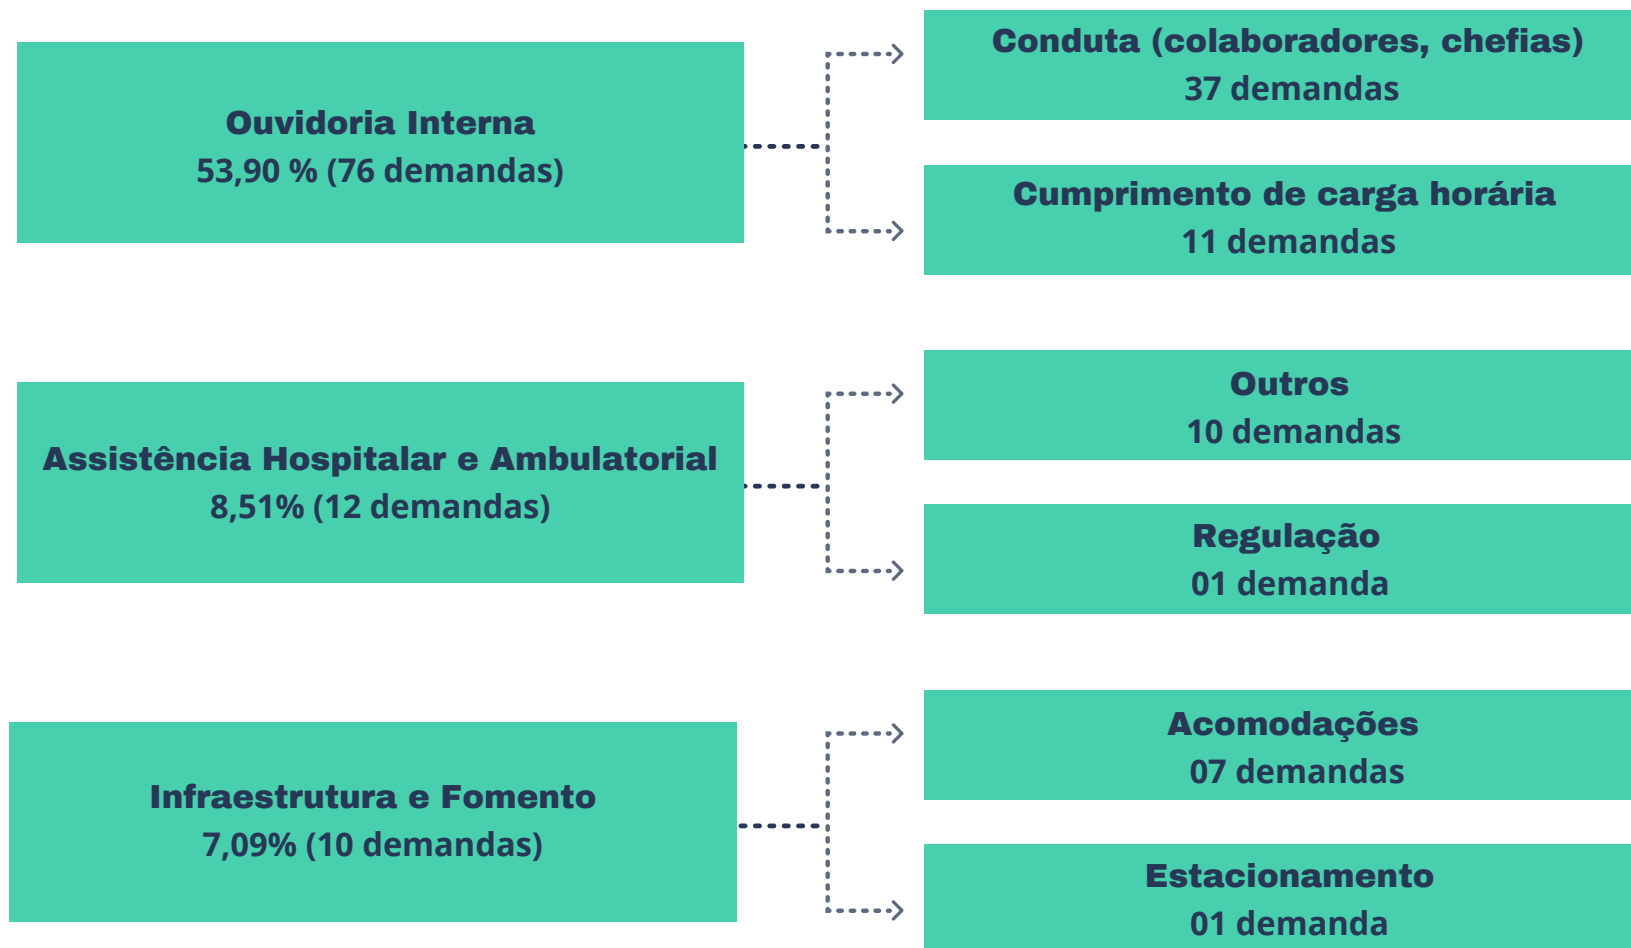 Ouvidoria Interna
53,90 % (76 demandas)
Conduta (colaboradores, chefias)
37 demandas
Cumprimento de carga horária
11 demandas
Assistência Hospitalar e Ambulatorial
8,51% (12 demandas)
Outros
10 demandas
Regulação
01 demanda
Infraestrutura e Fomento
7,09% (10 demandas)
Acomodações
07 demandas
Estacionamento
01 demanda